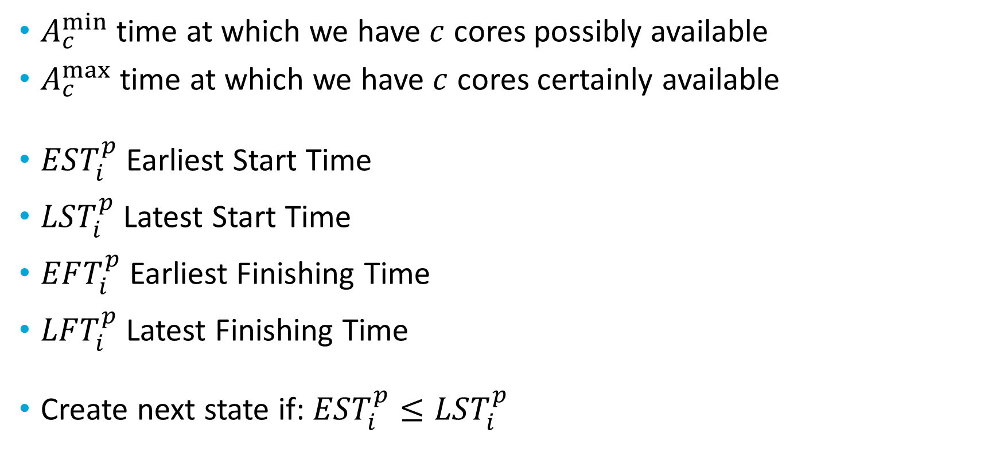 • A_c^min time at which we have c cores possibly available
• A_c^max time at which we have c cores certainly available
• EST_i^p Earliest Start Time
• LST_i^p Latest Start Time
• EFT_i^p Earliest Finishing Time
• LFT_i^p Latest Finishing Time
• Create next state if: EST_i^p ≤ LST_i^p